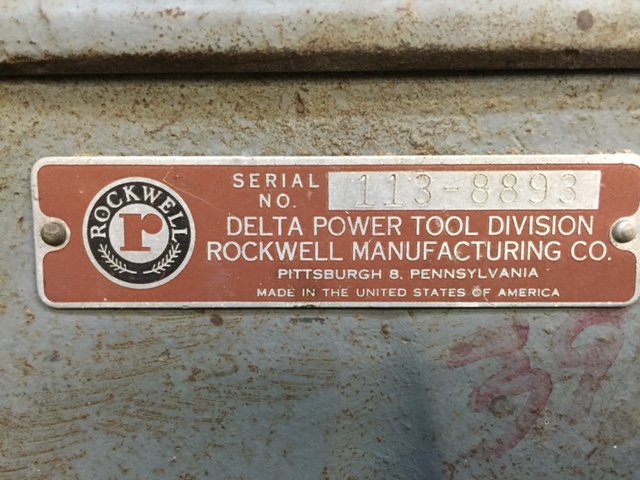 ROCKWELL
r
SERIAL
NO. 113-8893
DELTA POWER TOOL DIVISION
ROCKWELL MANUFACTURING CO.
PITTSBURGH 8, PENNSYLVANIA
MADE IN THE UNITED STATES OF AMERICA
39